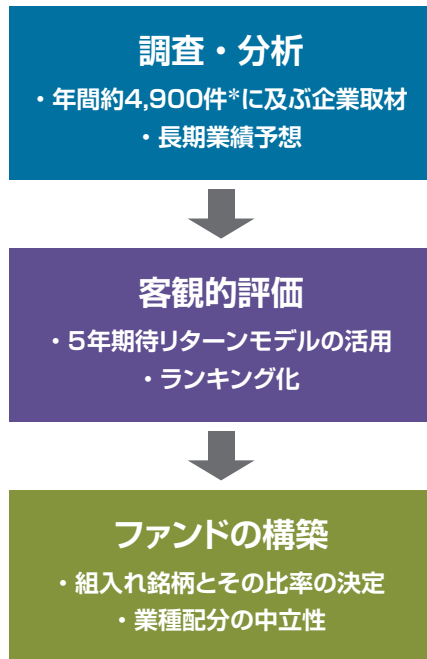 調査・分析
・年間約4,900件*に及ぶ企業取材
・長期業績予想
客観的評価
・5年期待リターンモデルの活用
・ランキング化
ファンドの構築
・組入れ銘柄とその比率の決定
・業種配分の中立性